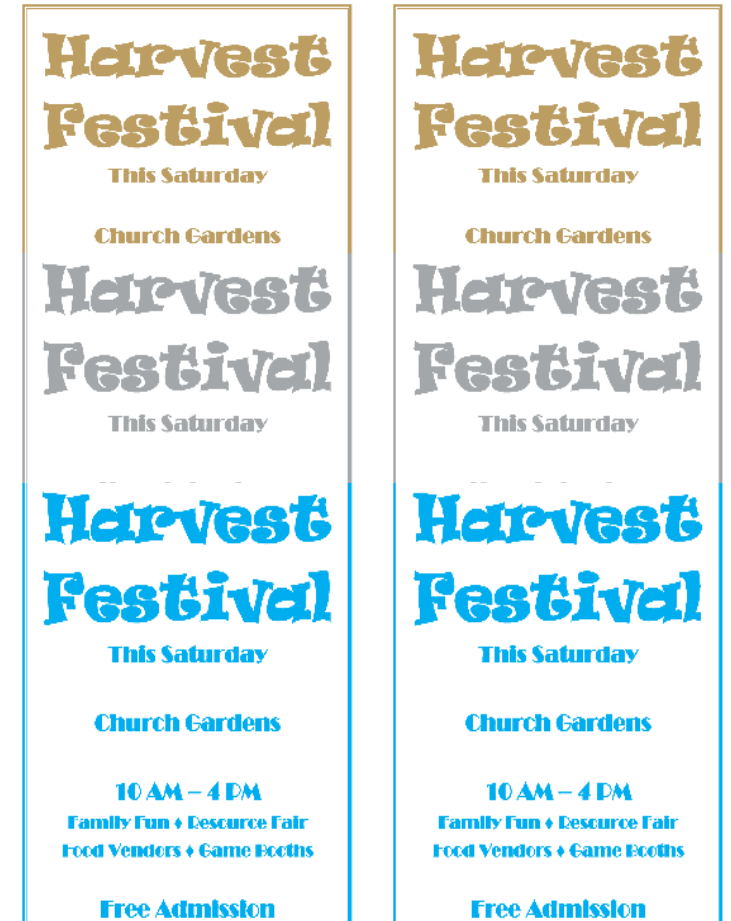 Harvest
Festival
This Saturday
Church Gardens
Harvest
Festival
This Saturday
Harvest
Festival
This Saturday
Church Gardens
10 AM – 4 PM
Family Fun ♦ Resource Fair
Food Vendors ♦ Game Booths
Free Admission
Harvest
Festival
This Saturday
Church Gardens
Harvest
Festival
This Saturday
Harvest
Festival
This Saturday
Church Gardens
10 AM – 4 PM
Family Fun ♦ Resource Fair
Food Vendors ♦ Game Booths
Free Admission